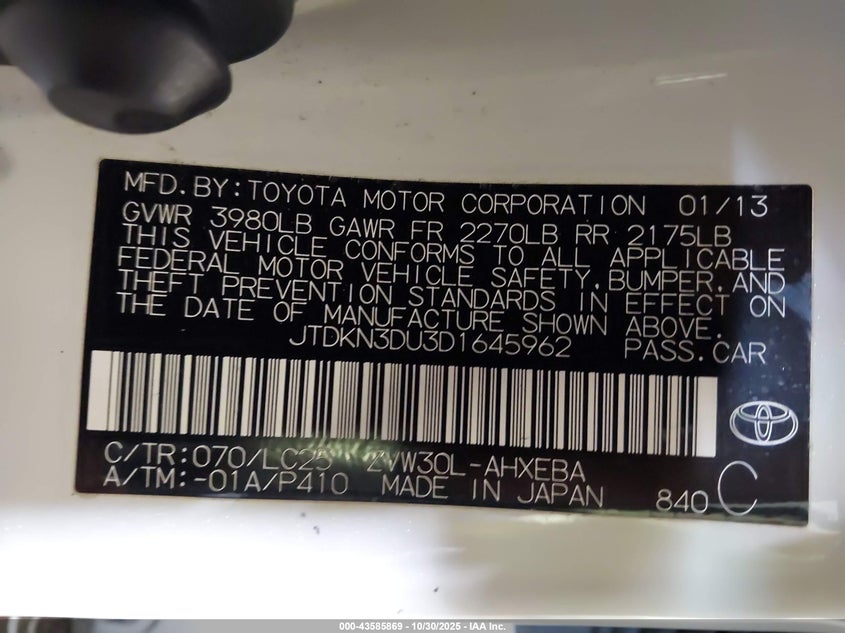 MFD.BY:TOYOTA MOTOR CORPORATION 01/13
GVWR 3980LB GAWR FR 2270LB RR 2175LB
THIS VEHICLE CONFORMS TO ALL APPLICABLE
FEDERAL MOTOR VEHICLE SAFETY,BUMPER,AND
THEFT PREVENTION STANDARDS IN EFFECT ON
THE DATE OF MANUFACTURE SHOWN ABOVE.
JTDKN3DU3D1645962 PASS.CAR
C/TR:070/LC25 ZVW30L-AHXEBA
A/TM:-01A/P410 MADE IN JAPAN 840 C
000-43585869 - 10/30/2025 - IAA Inc.